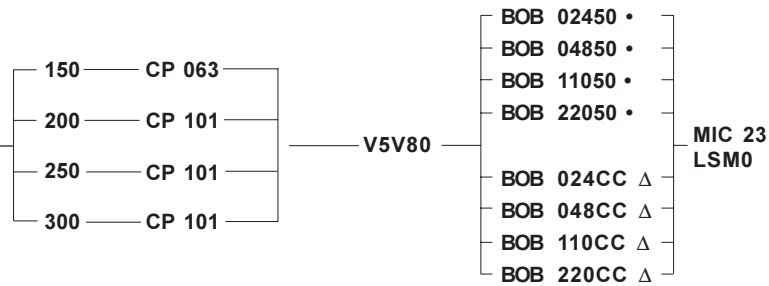 BOB 02450 •
BOB 04850 •
150 CP 063
BOB 11050 •
200 CP 101
BOB 22050 •
V5V80
MIC 23
LSM0
250 CP 101
BOB 024CC Δ
BOB 048CC Δ
300 CP 101
BOB 110CC Δ
BOB 220CC Δ